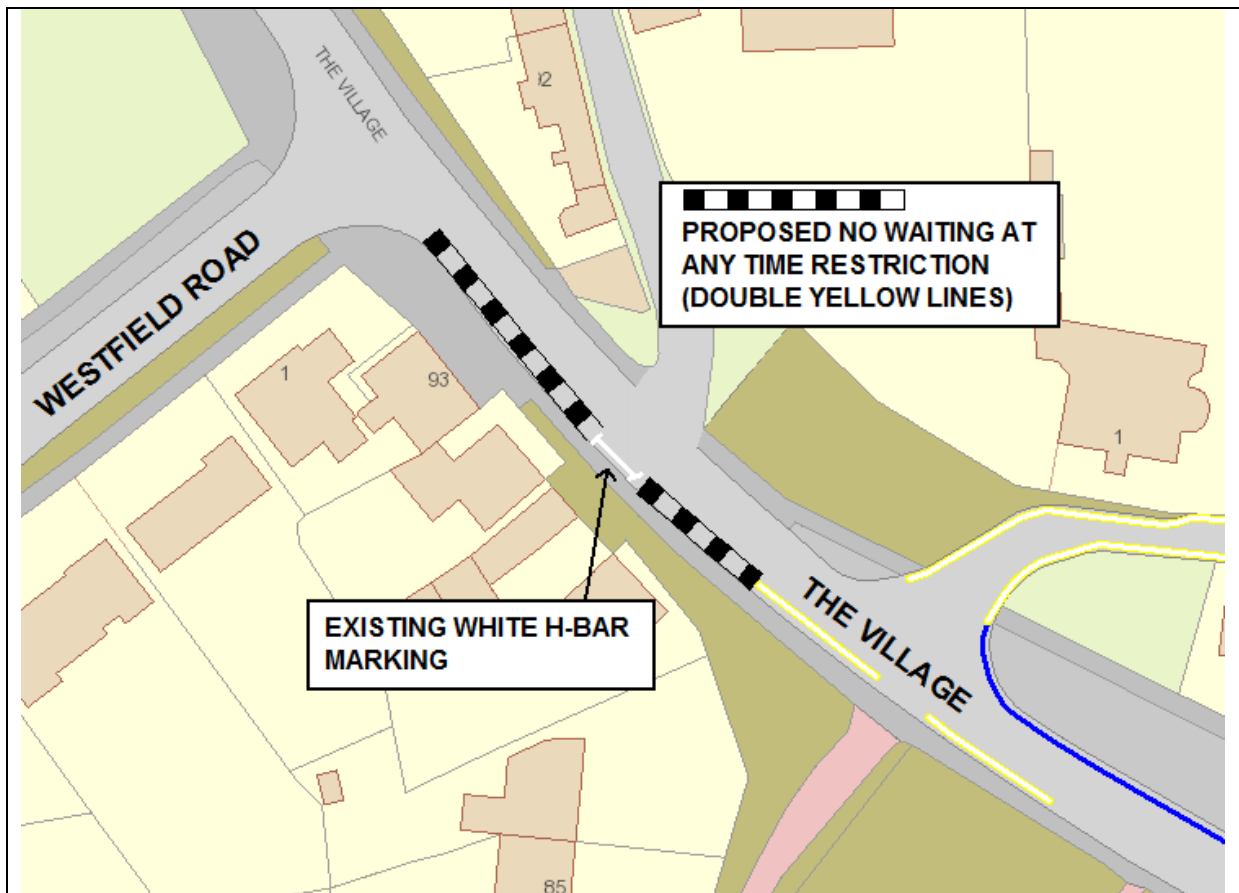 THE VILLAGE
WESTFIELD ROAD
PROPOSED NO WAITING AT
ANY TIME RESTRICTION
(DOUBLE YELLOW LINES)
1
93
1
EXISTING WHITE H-BAR
MARKING
THE VILLAGE
85